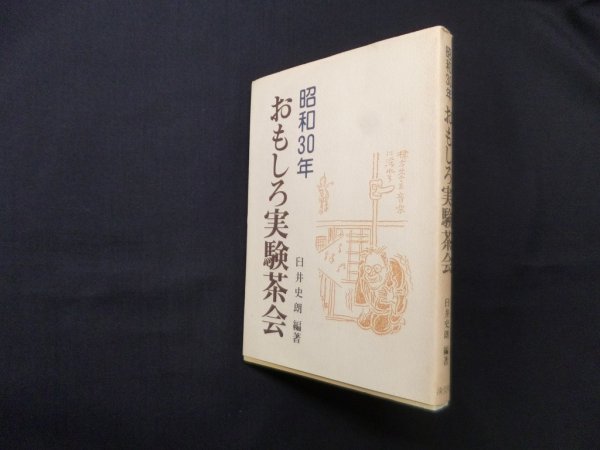 昭和30年
おもしろ実験茶会
臼井史朗 編著
昭和30年 おもしろ実験茶会
臼井史朗 編著